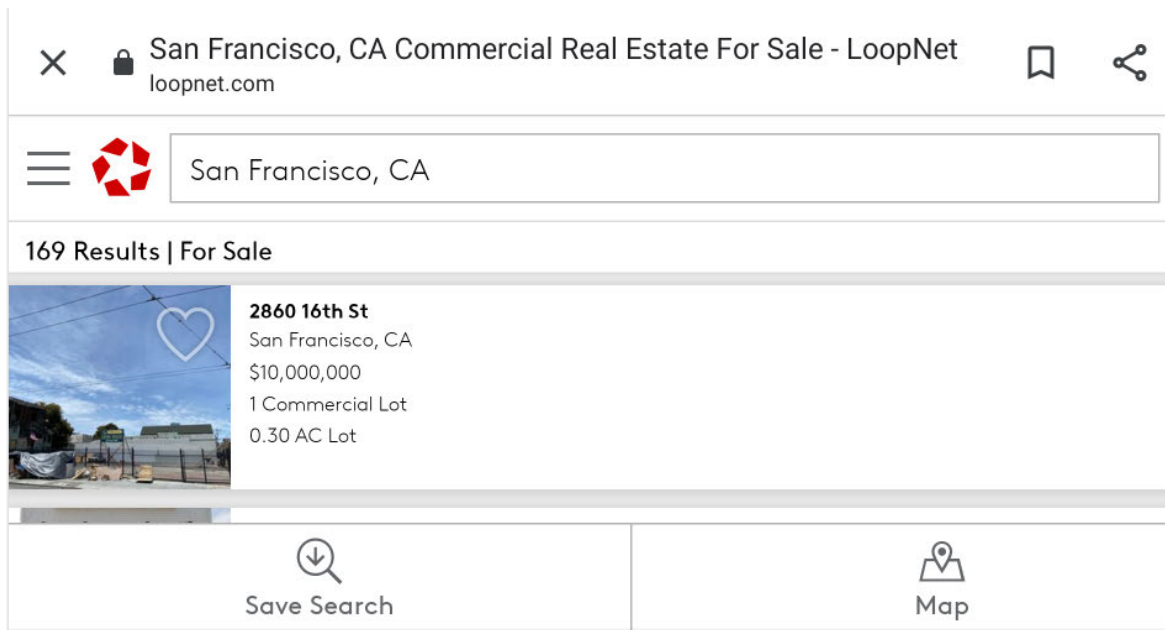 San Francisco, CA Commercial Real Estate For Sale - LoopNet
loopnet.com
San Francisco, CA
169 Results | For Sale
2860 16th St
San Francisco, CA
$10,000,000
1 Commercial Lot
0.30 AC Lot
Save Search
Map